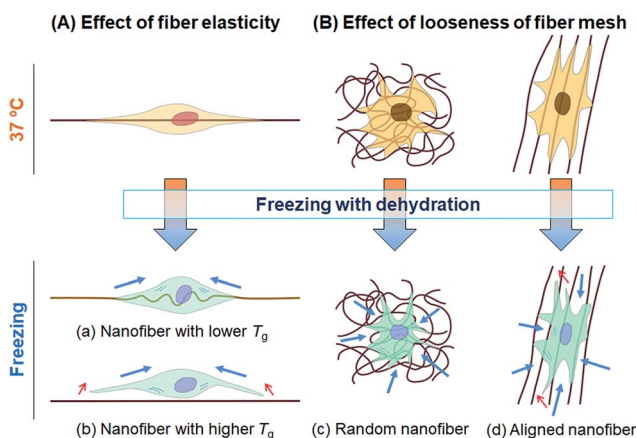 (A) Effect of fiber elasticity
(B) Effect of looseness of fiber mesh
37 ºC
Freezing with dehydration
Freezing
(a) Nanofiber with lower Tg
(b) Nanofiber with higher Tg
(c) Random nanofiber
(d) Aligned nanofiber